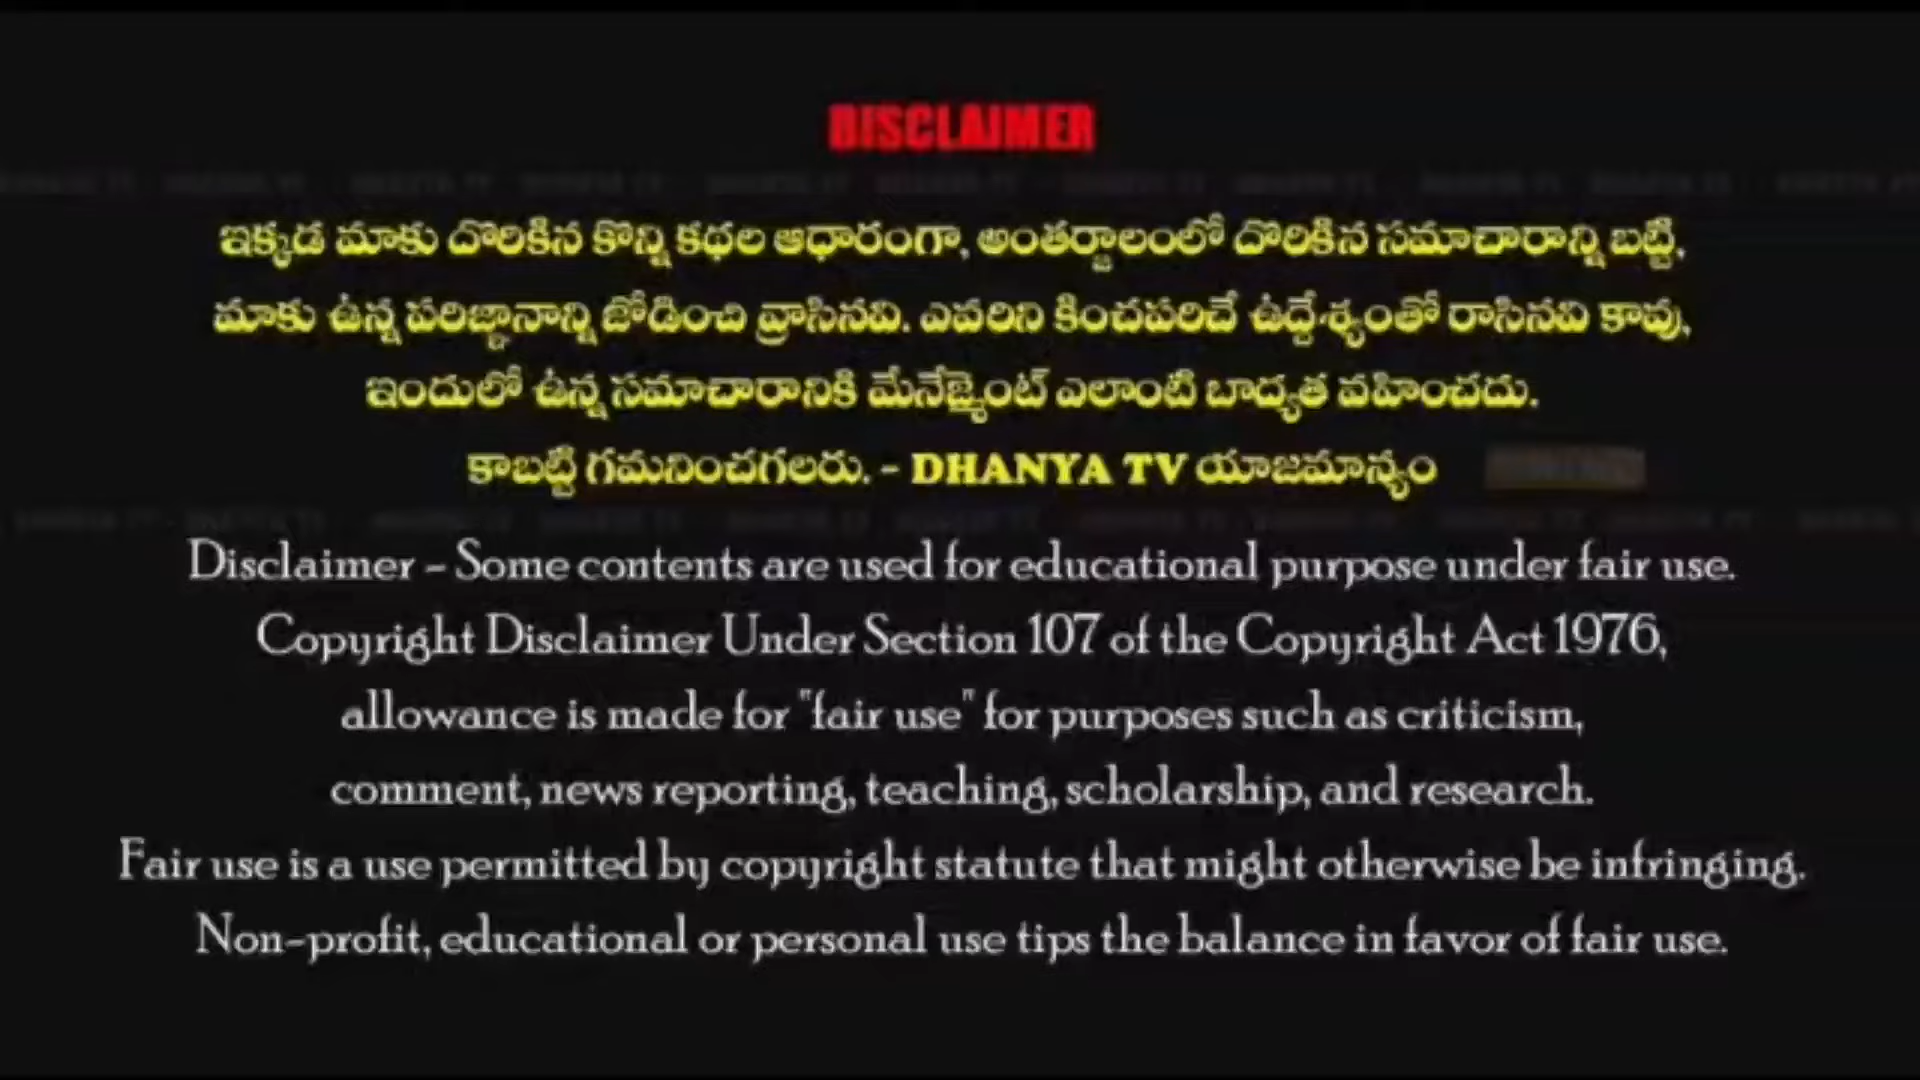 DISCLAIMER
ఇక్కడ మాకు దొరికిన కొన్ని కథల ఆధారంగా, అంతర్జాలంలో దొరికిన సమాచారాన్ని బట్టి,
మాకు ఉన్న పరిజ్ఞానాన్ని జోడించి వ్రాసినవి. ఎవరిని కించపరిచే ఉద్దేశ్యంతో రాసినవి కావు,
ఇందులో ఉన్న సమాచారానికి మేనేజ్మెంట్ ఎలాంటి బాద్యత వహించదు.
కాబట్టి గమనించగలరు. - DHANYA TV యాజమాన్యం
Disclaimer - Some contents are used for educational purpose under fair use.
Copyright Disclaimer Under Section 107 of the Copyright Act 1976,
allowance is made for "fair use" for purposes such as criticism,
comment, news reporting, teaching, scholarship, and research.
Fair use is a use permitted by copyright statute that might otherwise be infringing.
Non-profit, educational or personal use tips the balance in favor of fair use.